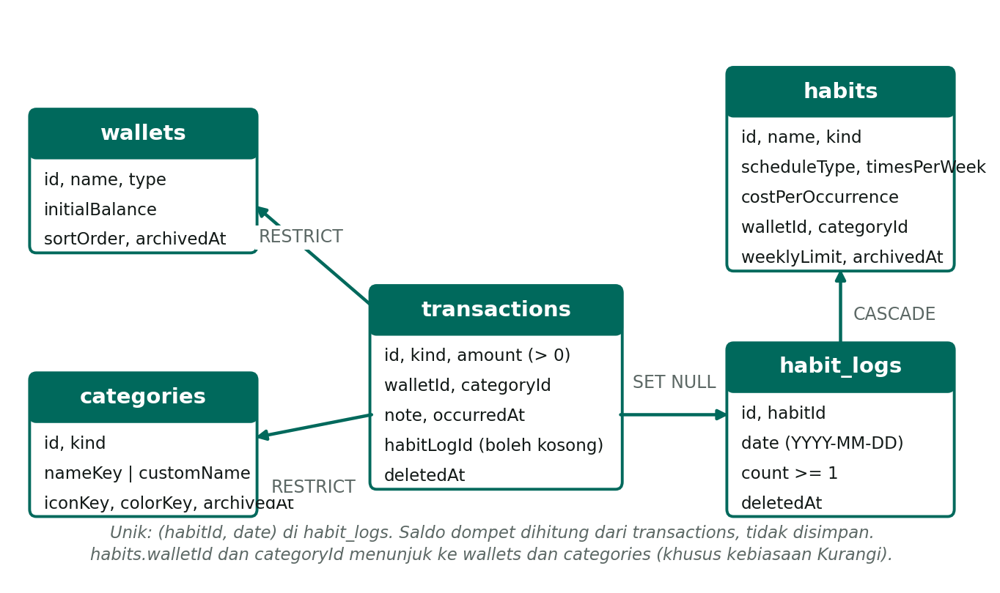 wallets
id, name, type
initialBalance
sortOrder, archivedAt
RESTRICT
categories
id, kind
nameKey | customName
iconKey, colorKey, archivedAt
RESTRICT
transactions
id, kind, amount (> 0)
walletId, categoryId
note, occurredAt
habitLogId (boleh kosong)
deletedAt
SET NULL
habits
id, name, kind
scheduleType, timesPerWeek
costPerOccurrence
walletId, categoryId
weeklyLimit, archivedAt
CASCADE
habit_logs
id, habitId
date (YYYY-MM-DD)
count >= 1
deletedAt
Unik: (habitId, date) di habit_logs. Saldo dompet dihitung dari transactions, tidak disimpan.
habits.walletId dan categoryId menunjuk ke wallets dan categories (khusus kebiasaan Kurangi).